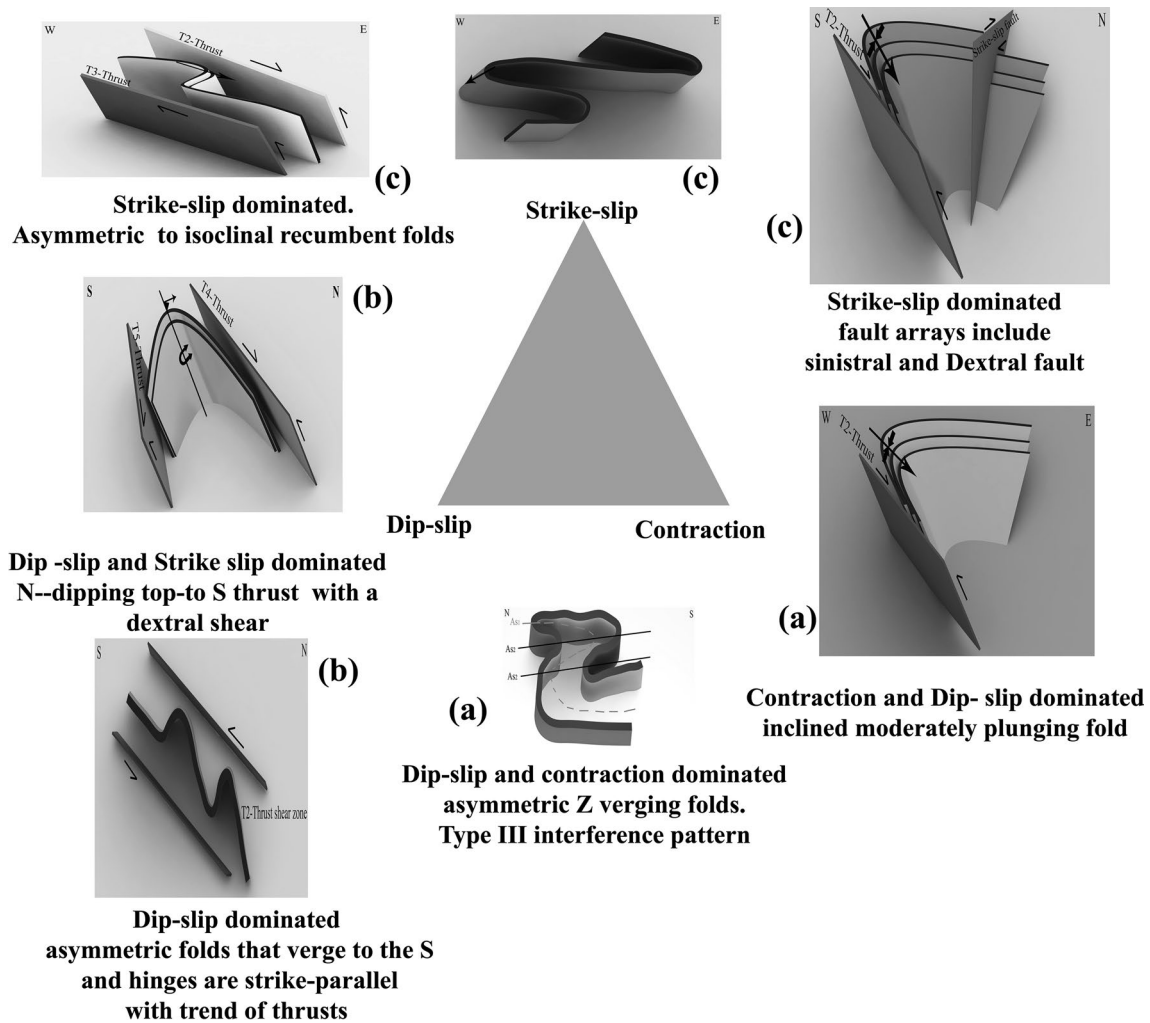 W
E
T2-Thrust
T3-Thrust
(c)
Strike-slip dominated.
Asymmetric to isoclinal recumbent folds
W
E
(c)
Strike-slip
Dip-slip
Contraction
S
N
T2-Thrust
Strike-slip fault
(c)
Strike-slip dominated
fault arrays include
sinistral and Dextral fault
S
N
T4-Thrust
T5-Thrust
(b)
Dip -slip and Strike slip dominated
N--dipping top-to S thrust with a
dextral shear
W
E
T2-Thrust
(a)
Contraction and Dip- slip dominated
inclined moderately plunging fold
S
N
(b)
T2-Thrust shear zone
Dip-slip dominated
asymmetric folds that verge to the S
and hinges are strike-parallel
with trend of thrusts
N
S
As₂
(a)
Dip-slip and contraction dominated
asymmetric Z verging folds.
Type III interference pattern